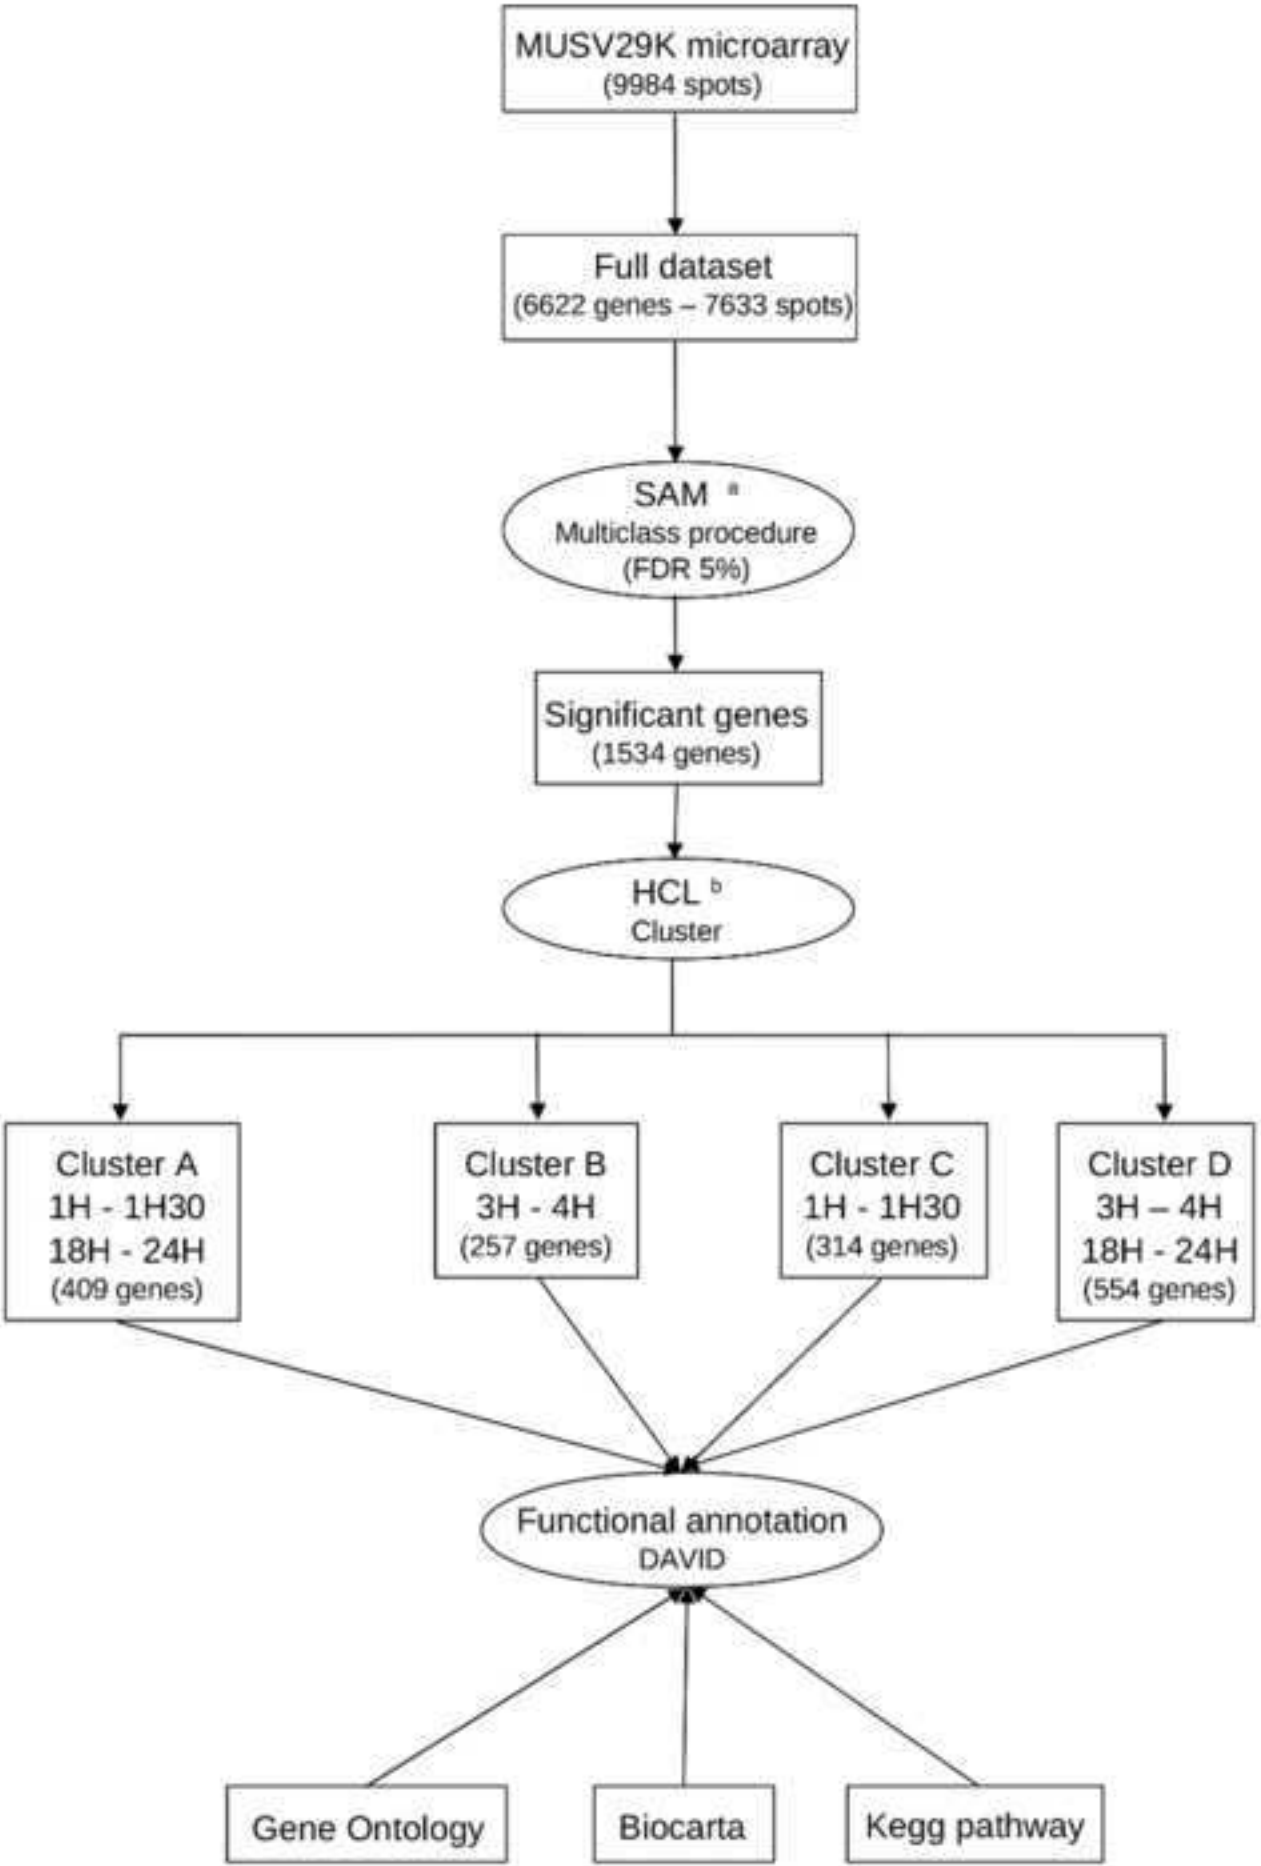 MUSV29K microarray
(9984 spots)
Full dataset
(6622 genes – 7633 spots)
SAM a
Multiclass procedure
(FDR 5%)
Significant genes
(1534 genes)
HCL b
Cluster
Cluster A
1H - 1H30
18H - 24H
(409 genes)
Cluster B
3H - 4H
(257 genes)
Cluster C
1H - 1H30
(314 genes)
Cluster D
3H – 4H
18H - 24H
(554 genes)
Functional annotation
DAVID
Gene Ontology
Biocarta
Kegg pathway